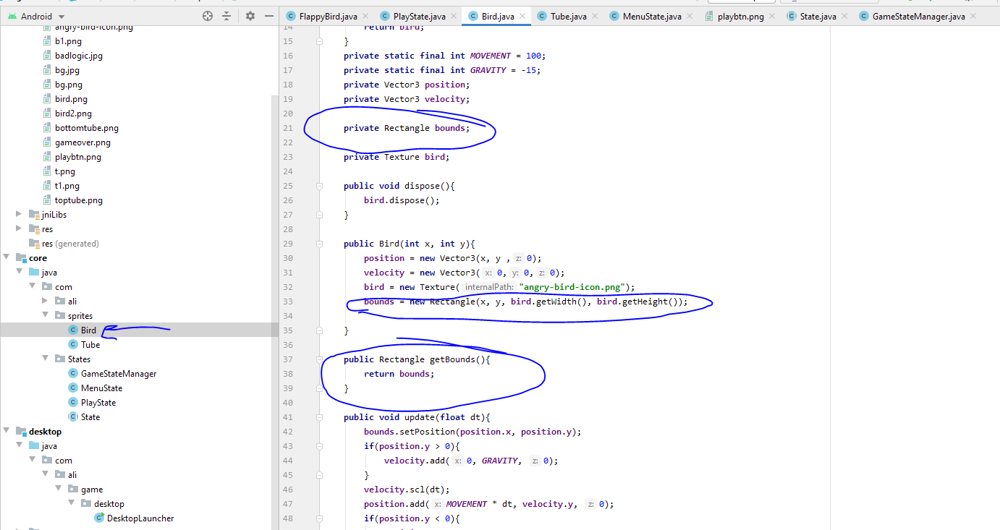 Android
FlappyBird.java
PlayState.java
Bird.java
Tube.java
MenuState.java
playbtn.png
State.java
GameStateManager.java
angry-bird-icon.png
b1.png
badlogic.jpg
bg.jpg
bg.png
bird.png
bird2.png
bottomtube.png
gameover.png
playbtn.png
t.png
t1.png
toptube.png
jniLibs
res
res (generated)
core
java
com
ali
sprites
Bird
Tube
States
GameStateManager
MenuState
PlayState
State
desktop
java
com
ali
game
desktop
DesktopLauncher
14 return bird;
15 }
16 private static final int MOVEMENT = 100;
17 private static final int GRAVITY = -15;
18 private Vector3 position;
19 private Vector3 velocity;
20
21 private Rectangle bounds;
22
23 private Texture bird;
24
25 public void dispose(){
26 bird.dispose();
27 }
28
29 public Bird(int x, int y){
30 position = new Vector3(x, y , z: 0);
31 velocity = new Vector3( x: 0, y: 0, z: 0);
32 bird = new Texture( internalPath: "angry-bird-icon.png");
33 bounds = new Rectangle(x, y, bird.getWidth(), bird.getHeight());
34
35 }
36
37 public Rectangle getBounds(){
38 return bounds;
39 }
40
41 public void update(float dt){
42 bounds.setPosition(position.x, position.y);
43 if(position.y > 0){
44 velocity.add( x: 0, GRAVITY, z: 0);
45 }
46 velocity.scl(dt);
47 position.add( x: MOVEMENT * dt, velocity.y, z: 0);
48 if(position.y < 0){